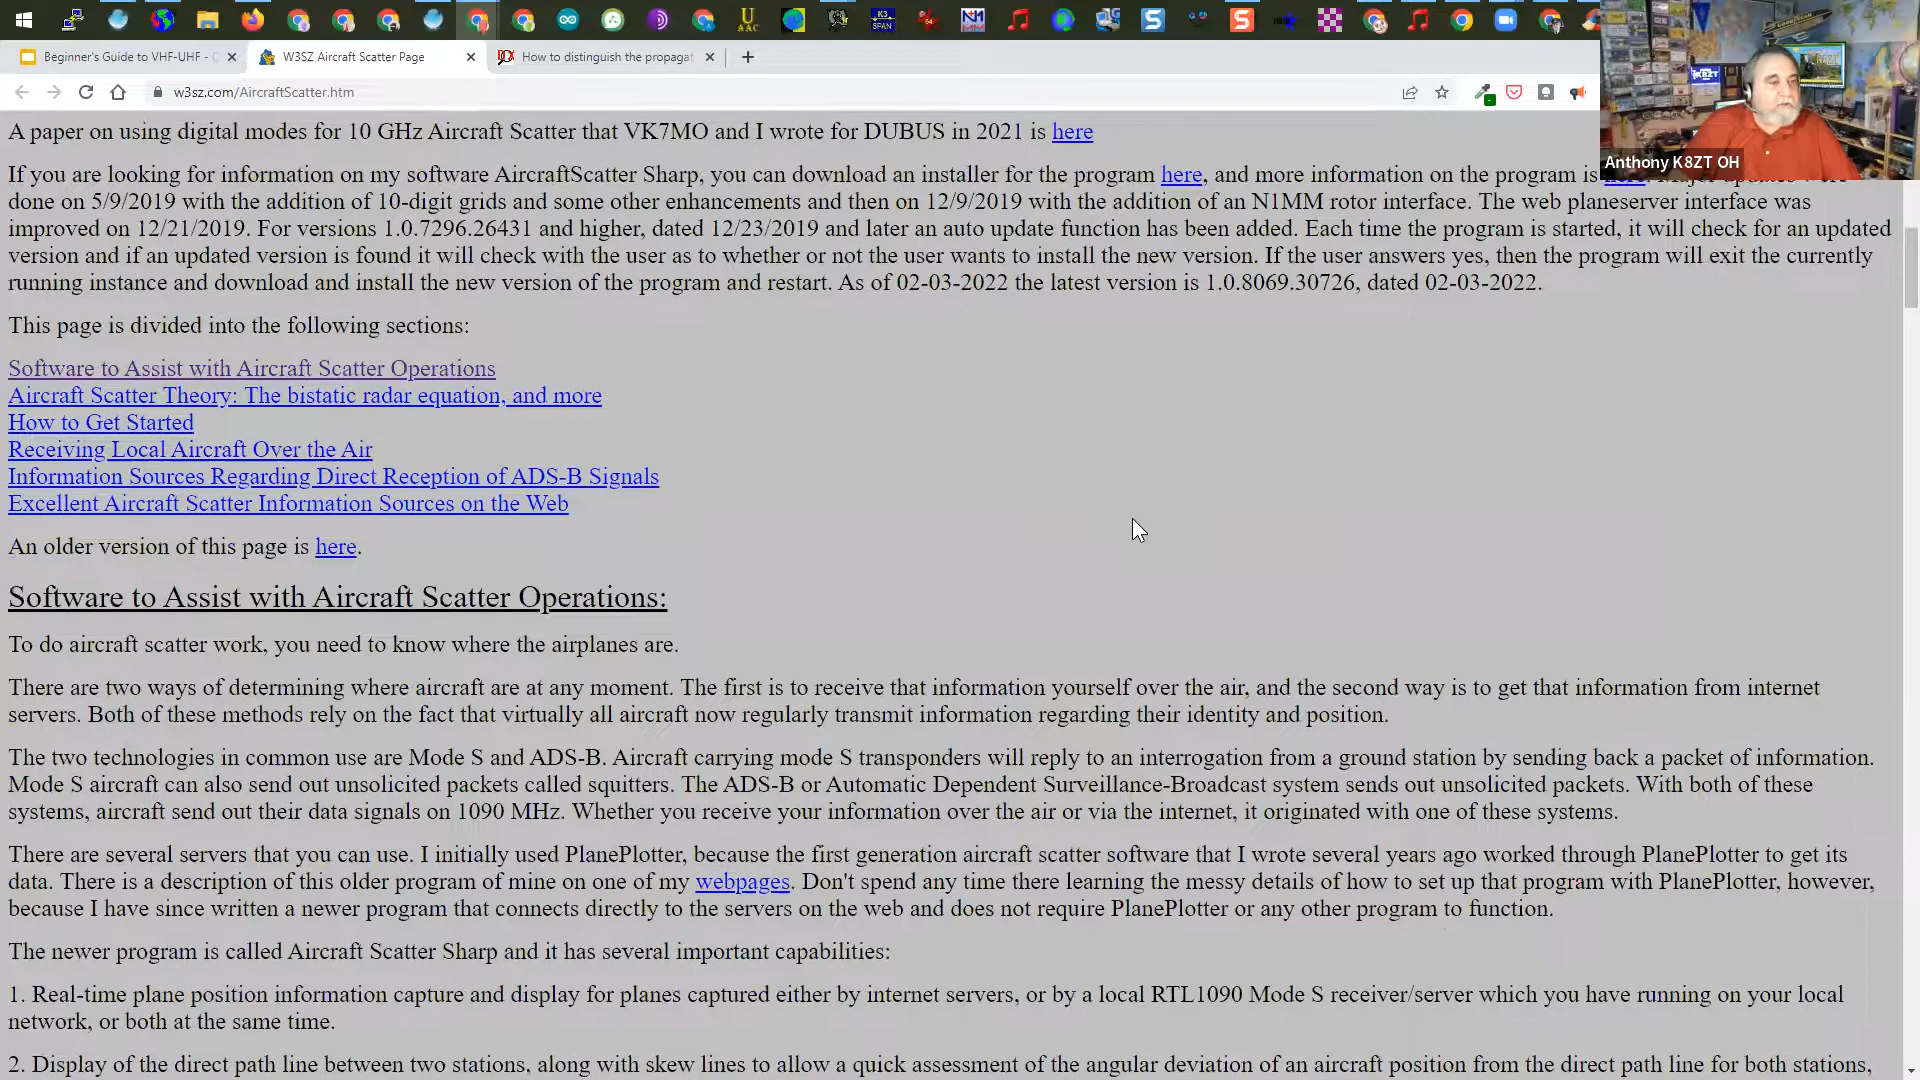 Beginner's Guide to VHF-UHF - C
W3SZ Aircraft Scatter Page
How to distinguish the propagat
w3sz.com/AircraftScatter.htm
A paper on using digital modes for 10 GHz Aircraft Scatter that VK7MO and I wrote for DUBUS in 2021 is here
Anthony K8ZT OH
If you are looking for information on my software AircraftScatter Sharp, you can download an installer for the program here, and more information on the program is
done on 5/9/2019 with the addition of 10-digit grids and some other enhancements and then on 12/9/2019 with the addition of an N1MM rotor interface. The web planeserver interface was
improved on 12/21/2019. For versions 1.0.7296.26431 and higher, dated 12/23/2019 and later an auto update function has been added. Each time the program is started, it will check for an updated
version and if an updated version is found it will check with the user as to whether or not the user wants to install the new version. If the user answers yes, then the program will exit the currently
running instance and download and install the new version of the program and restart. As of 02-03-2022 the latest version is 1.0.8069.30726, dated 02-03-2022.
This page is divided into the following sections:
Software to Assist with Aircraft Scatter Operations
Aircraft Scatter Theory: The bistatic radar equation, and more
How to Get Started
Receiving Local Aircraft Over the Air
Information Sources Regarding Direct Reception of ADS-B Signals
Excellent Aircraft Scatter Information Sources on the Web
An older version of this page is here.
Software to Assist with Aircraft Scatter Operations:
To do aircraft scatter work, you need to know where the airplanes are.
There are two ways of determining where aircraft are at any moment. The first is to receive that information yourself over the air, and the second way is to get that information from internet
servers. Both of these methods rely on the fact that virtually all aircraft now regularly transmit information regarding their identity and position.
The two technologies in common use are Mode S and ADS-B. Aircraft carrying mode S transponders will reply to an interrogation from a ground station by sending back a packet of information.
Mode S aircraft can also send out unsolicited packets called squitters. The ADS-B or Automatic Dependent Surveillance-Broadcast system sends out unsolicited packets. With both of these
systems, aircraft send out their data signals on 1090 MHz. Whether you receive your information over the air or via the internet, it originated with one of these systems.
There are several servers that you can use. I initially used PlanePlotter, because the first generation aircraft scatter software that I wrote several years ago worked through PlanePlotter to get its
data. There is a description of this older program of mine on one of my webpages. Don't spend any time there learning the messy details of how to set up that program with PlanePlotter, however,
because I have since written a newer program that connects directly to the servers on the web and does not require PlanePlotter or any other program to function.
The newer program is called Aircraft Scatter Sharp and it has several important capabilities:
1. Real-time plane position information capture and display for planes captured either by internet servers, or by a local RTL1090 Mode S receiver/server which you have running on your local
network, or both at the same time.
2. Display of the direct path line between two stations, along with skew lines to allow a quick assessment of the angular deviation of an aircraft position from the direct path line for both stations,